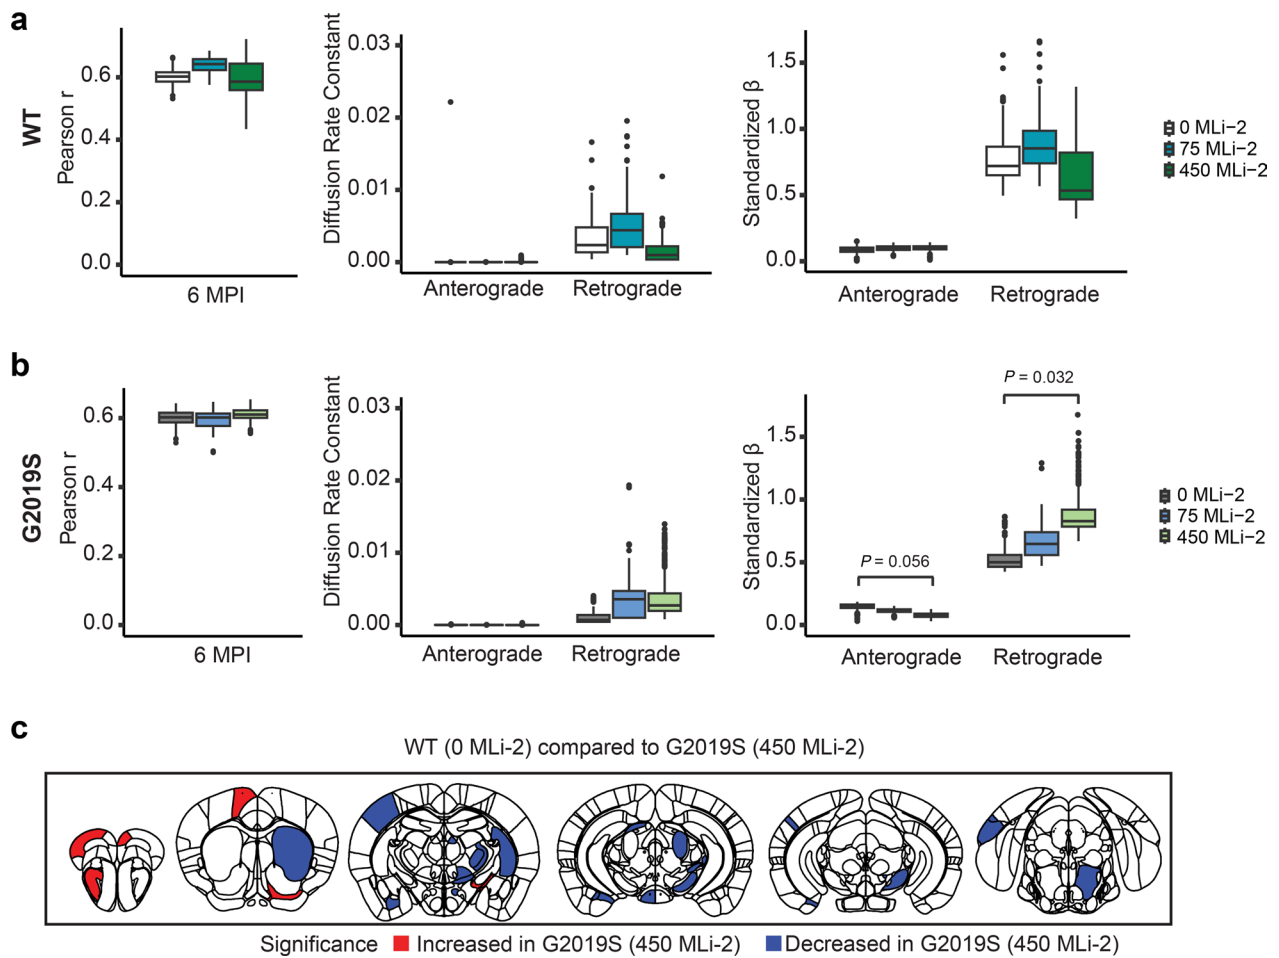 a
WT
Pearson r
0.6
0.4
0.2
0.0
6 MPI
Diffusion Rate Constant
0.03
0.02
0.01
0.00
Anterograde
Retrograde
Standardized β
1.5
1.0
0.5
0.0
Anterograde
Retrograde
0 MLi−2
75 MLi−2
450 MLi−2
b
G2019S
Pearson r
0.6
0.4
0.2
0.0
6 MPI
Diffusion Rate Constant
0.03
0.02
0.01
0.00
Anterograde
Retrograde
Standardized β
1.5
1.0
0.5
0.0
P = 0.056
P = 0.032
Anterograde
Retrograde
0 MLi−2
75 MLi−2
450 MLi−2
c
WT (0 MLi-2) compared to G2019S (450 MLi-2)
Significance Increased in G2019S (450 MLi-2) Decreased in G2019S (450 MLi-2)